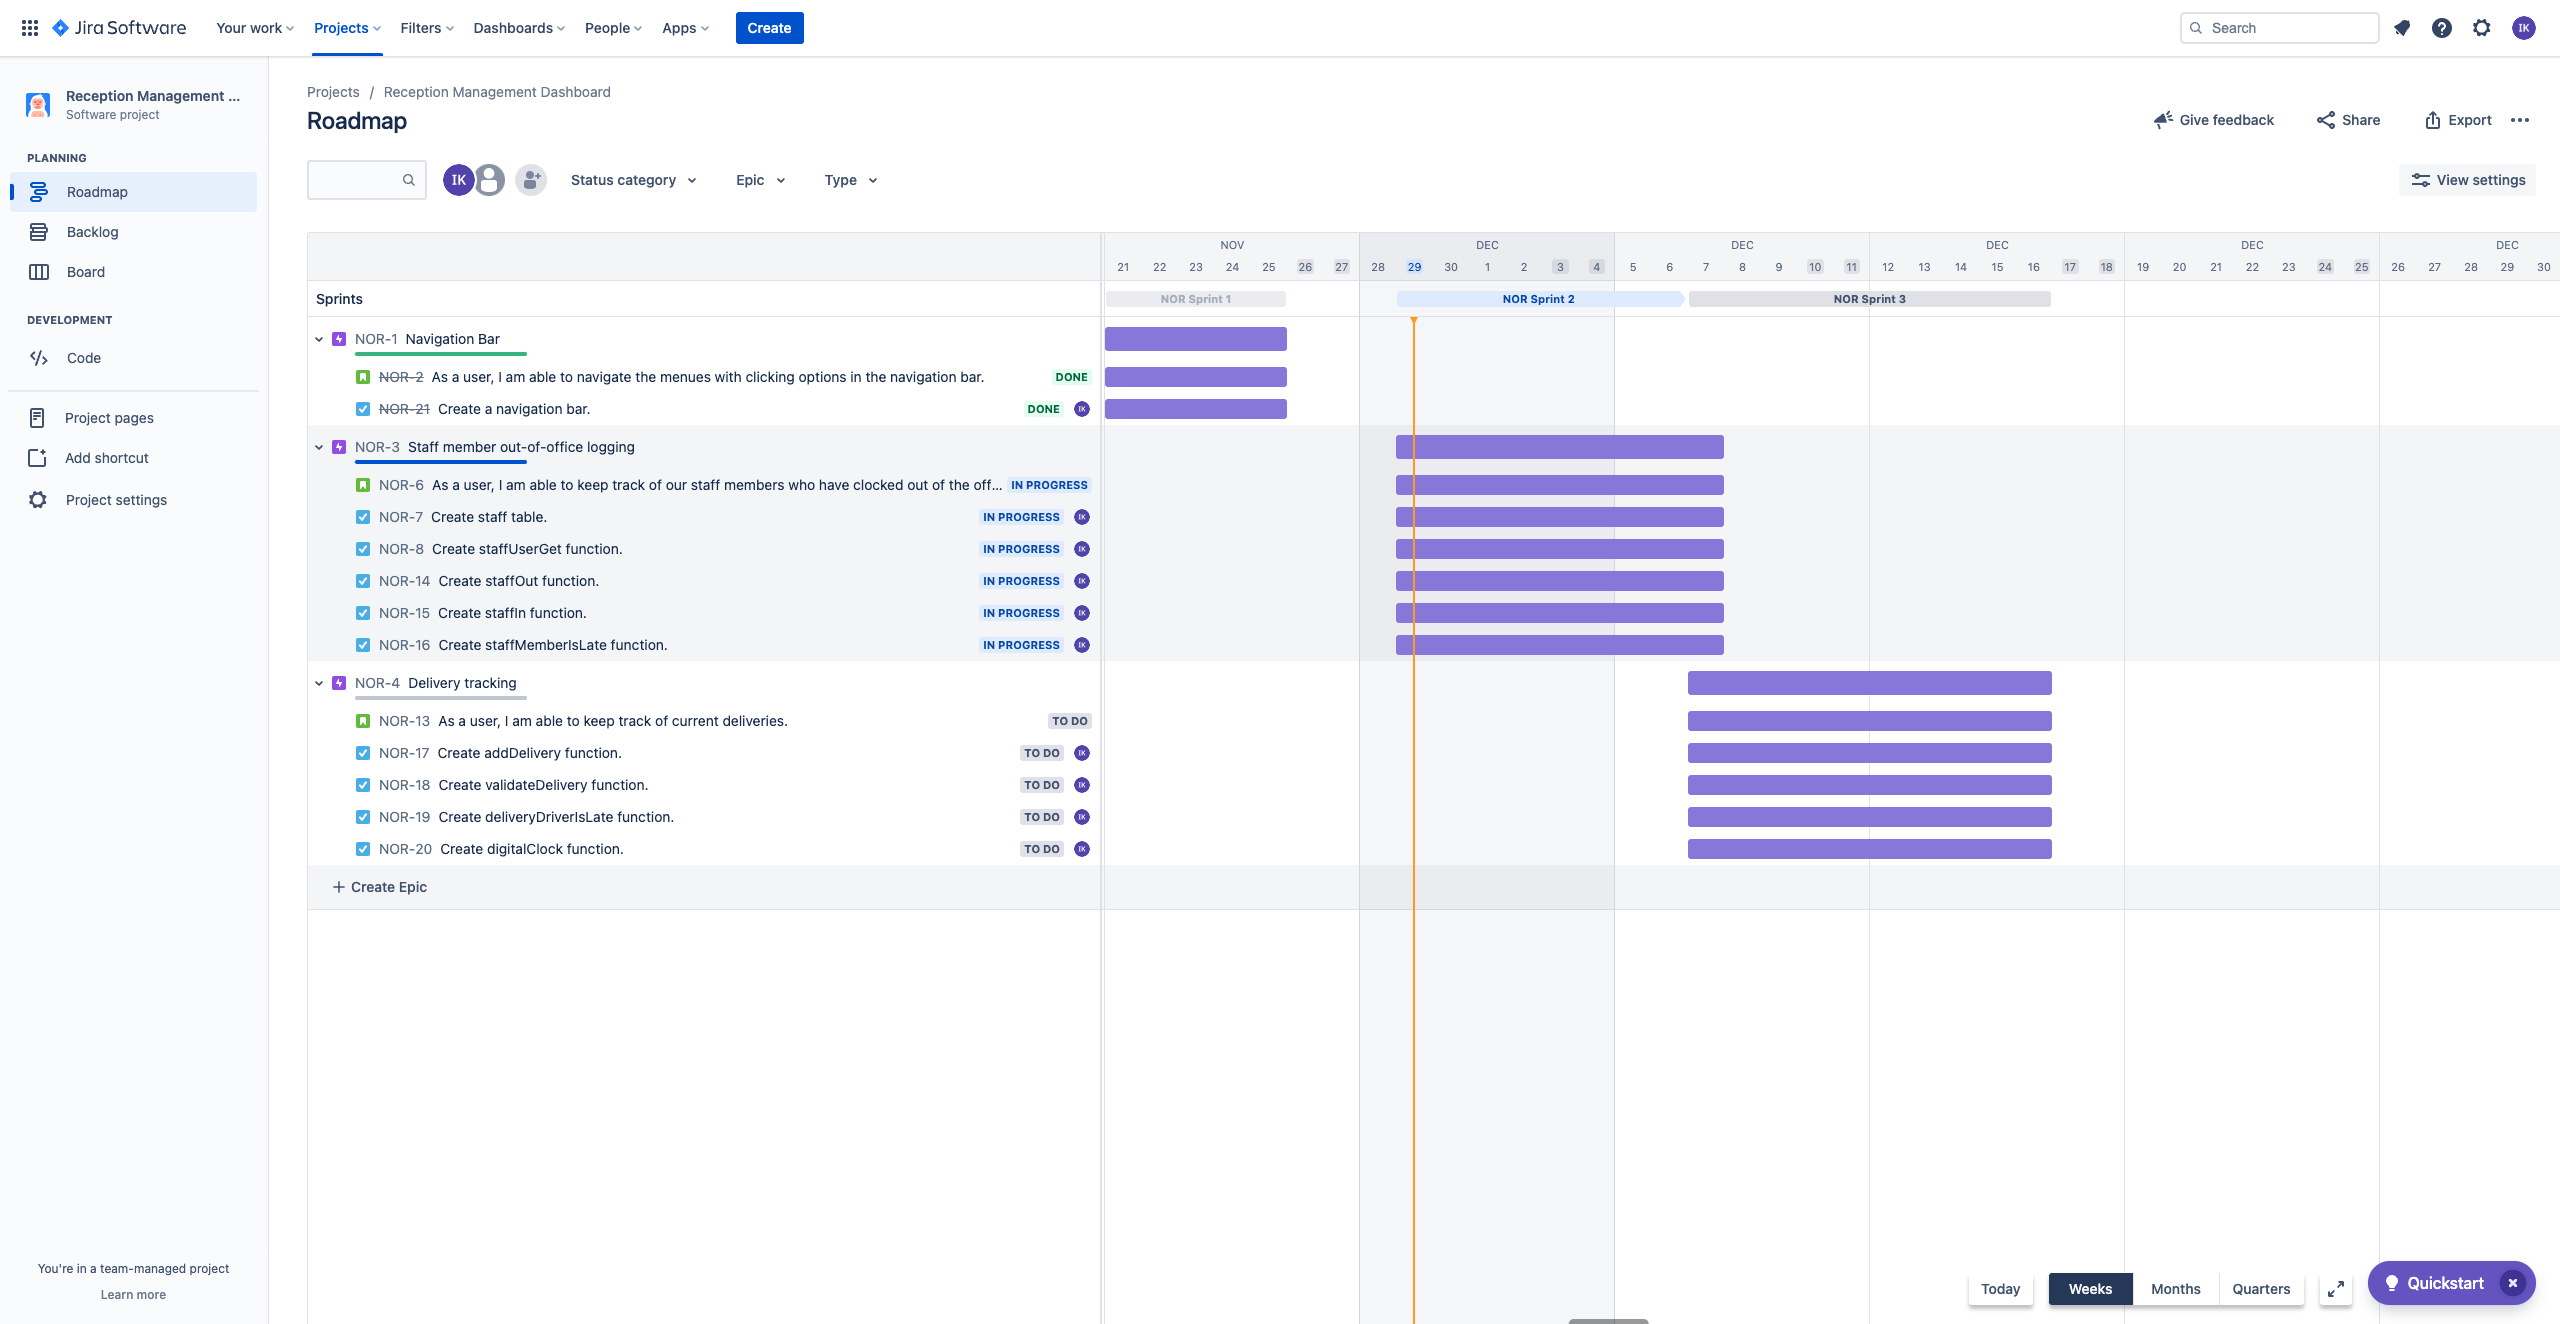 Jira Software Your work Projects Filters Dashboards People Apps Create Search IK
Reception Management ...
Software project
PLANNING
Roadmap
Backlog
Board
DEVELOPMENT
Code
Project pages
Add shortcut
Project settings
You're in a team-managed project
Learn more
Projects / Reception Management Dashboard
Roadmap
Give feedback Share Export
IK Status category Epic Type View settings
NOV DEC DEC DEC DEC DEC
21 22 23 24 25 26 27 28 29 30 1 2 3 4 5 6 7 8 9 10 11 12 13 14 15 16 17 18 19 20 21 22 23 24 25 26 27 28 29 30
Sprints NOR Sprint 1 NOR Sprint 2 NOR Sprint 3
NOR-1 Navigation Bar
NOR-2 As a user, I am able to navigate the menues with clicking options in the navigation bar. DONE
NOR-21 Create a navigation bar. DONE IK
NOR-3 Staff member out-of-office logging
NOR-6 As a user, I am able to keep track of our staff members who have clocked out of the off... IN PROGRESS
NOR-7 Create staff table. IN PROGRESS IK
NOR-8 Create staffUserGet function. IN PROGRESS IK
NOR-14 Create staffOut function. IN PROGRESS IK
NOR-15 Create staffIn function. IN PROGRESS IK
NOR-16 Create staffMemberIsLate function. IN PROGRESS IK
NOR-4 Delivery tracking
NOR-13 As a user, I am able to keep track of current deliveries. TO DO
NOR-17 Create addDelivery function. TO DO IK
NOR-18 Create validateDelivery function. TO DO IK
NOR-19 Create deliveryDriverIsLate function. TO DO IK
NOR-20 Create digitalClock function. TO DO IK
+ Create Epic
Today Weeks Months Quarters Quickstart